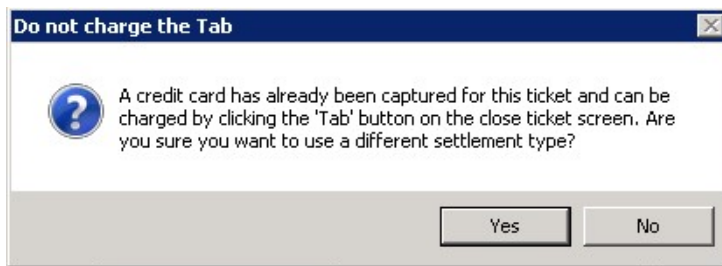 Do not charge the Tab
A credit card has already been captured for this ticket and can be
charged by clicking the 'Tab' button on the close ticket screen. Are
you sure you want to use a different settlement type?
Yes
No